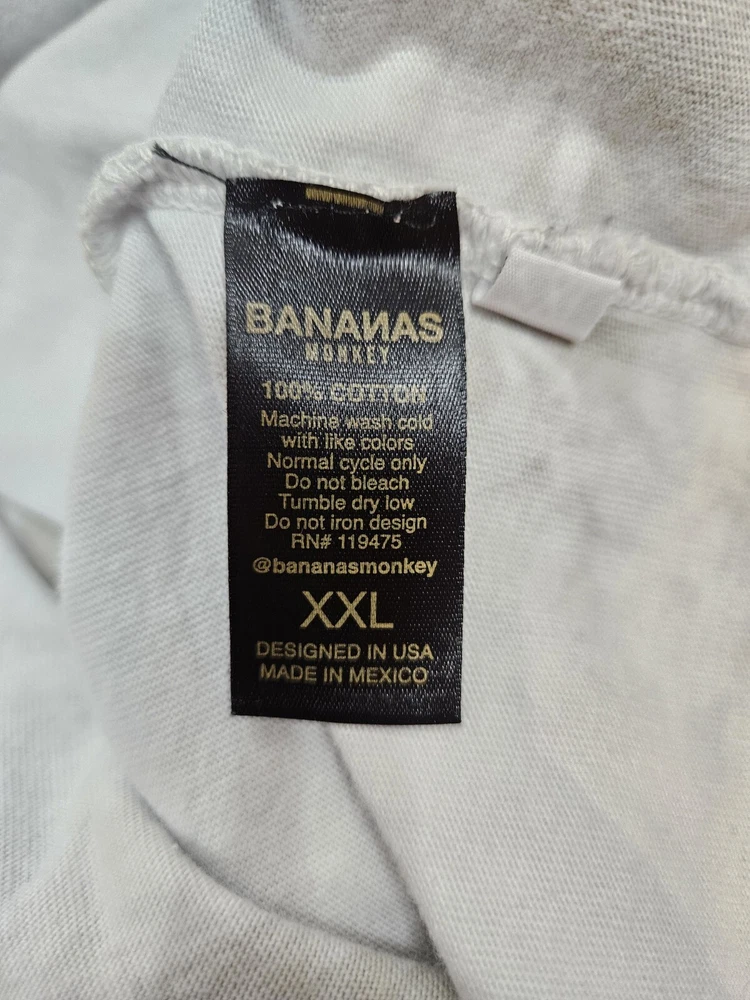 BANANAS
MONKEY
100% COTTON
Machine wash cold
with like colors
Normal cycle only
Do not bleach
Tumble dry low
Do not iron design
RN# 119475
@bananasmonkey
XXL
DESIGNED IN USA
MADE IN MEXICO